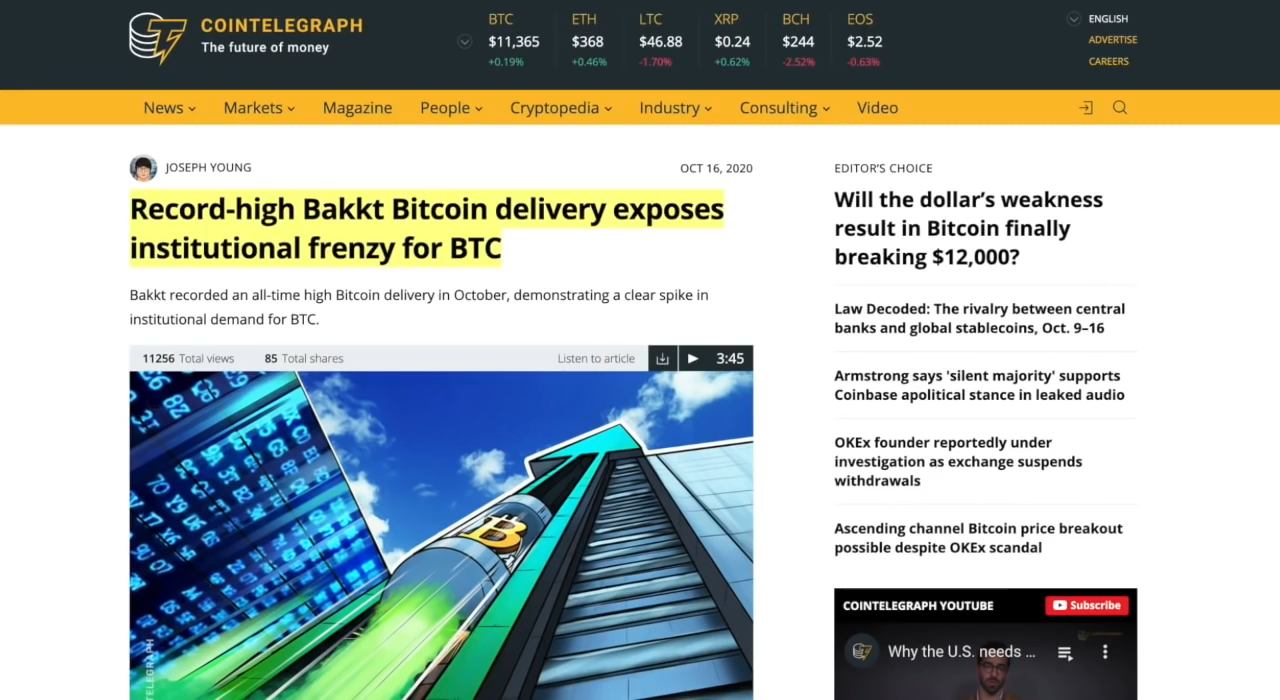 COINTELEGRAPH
The future of money
BTC ETH LTC XRP BCH EOS
$11,365 $368 $46.88 $0.24 $244 $2.52
+0.19% +0.46% -1.70% +0.62% -2.52% -0.63%
ENGLISH
ADVERTISE
CAREERS
News Markets Magazine People Cryptopedia Industry Consulting Video
JOSEPH YOUNG OCT 16, 2020
Record-high Bakkt Bitcoin delivery exposes
institutional frenzy for BTC
Bakkt recorded an all-time high Bitcoin delivery in October, demonstrating a clear spike in
institutional demand for BTC.
11256 Total views 85 Total shares Listen to article 3:45
EDITOR'S CHOICE
Will the dollar’s weakness
result in Bitcoin finally
breaking $12,000?
Law Decoded: The rivalry between central
banks and global stablecoins, Oct. 9–16
Armstrong says 'silent majority' supports
Coinbase apolitical stance in leaked audio
OKEx founder reportedly under
investigation as exchange suspends
withdrawals
Ascending channel Bitcoin price breakout
possible despite OKEx scandal
COINTELEGRAPH YOUTUBE Subscribe
Why the U.S. needs ...